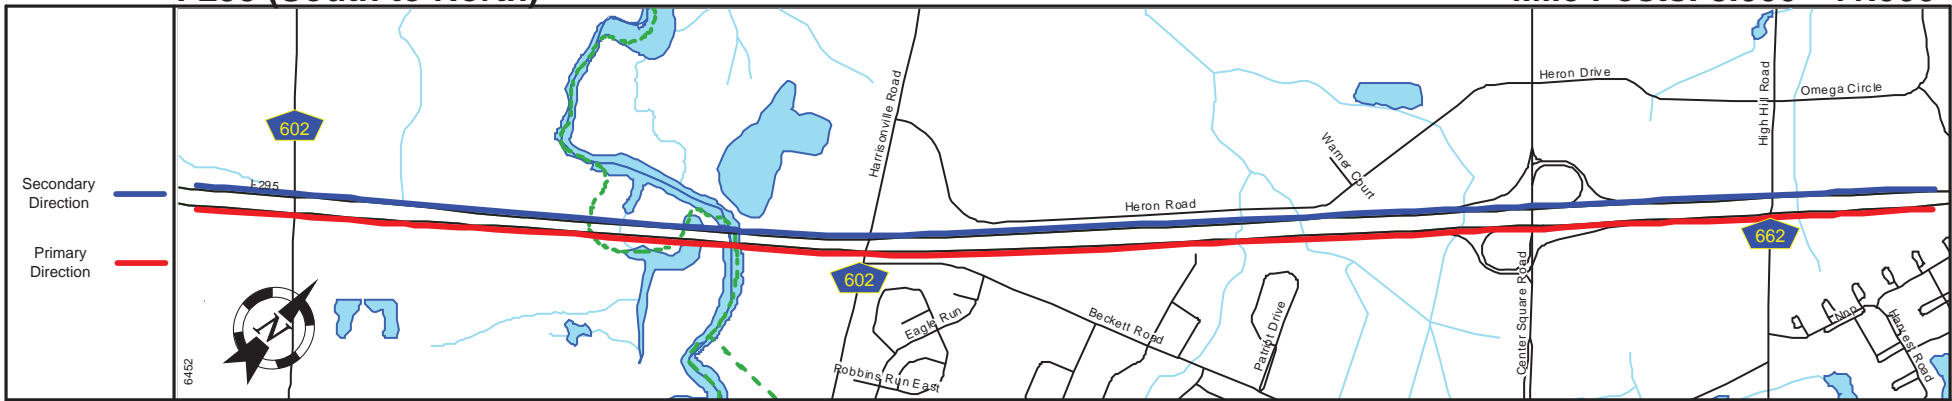 Secondary
Direction
Primary
Direction
602
I-295
6452
N
Harrisonville Road
602
Heron Road
Warner Court
Heron Drive
High Hill Road
Omega Circle
662
Center Square Road
Beckett Road
Patriot Drive
Eagle Run
Robbins Run East
Harvest Road